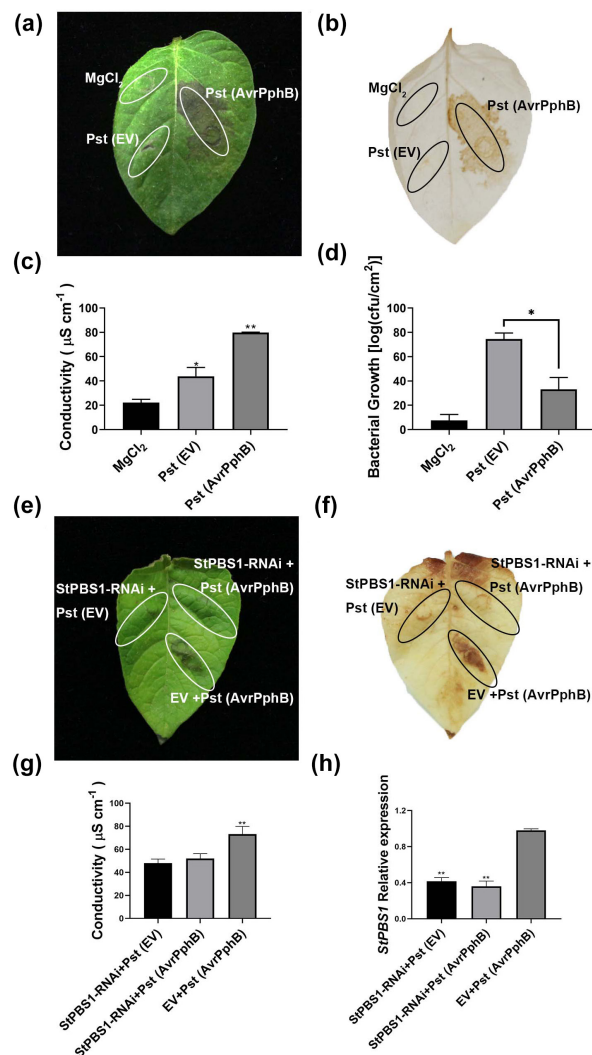 (a)
MgCl2
Pst (AvrPphB)
Pst (EV)
(b)
MgCl2
Pst (AvrPphB)
Pst (EV)
(c)
Conductivity ( μS cm-1 )
100
80
60
40
20
0
*
**
MgCl2
Pst (EV)
Pst (AvrPphB)
(d)
Bacterial Growth [log(cfu/cm2)]
100
80
60
40
20
0
*
MgCl2
Pst (EV)
Pst (AvrPphB)
(e)
StPBS1-RNAi +
StPBS1-RNAi + Pst (AvrPphB)
Pst (EV)
EV +Pst (AvrPphB)
(f)
StPBS1-RNAi +
StPBS1-RNAi + Pst (AvrPphB)
Pst (EV)
EV +Pst (AvrPphB)
(g)
Conductivity ( μS cm-1 )
100
80
60
40
20
0
**
StPBS1-RNAi+Pst (EV)
StPBS1-RNAi+Pst (AvrPphB)
EV+Pst (AvrPphB)
(h)
StPBS1 Relative expression
1.2
0.8
0.4
0.0
**
**
StPBS1-RNAi+Pst (EV)
StPBS1-RNAi+Pst (AvrPphB)
EV+Pst (AvrPphB)